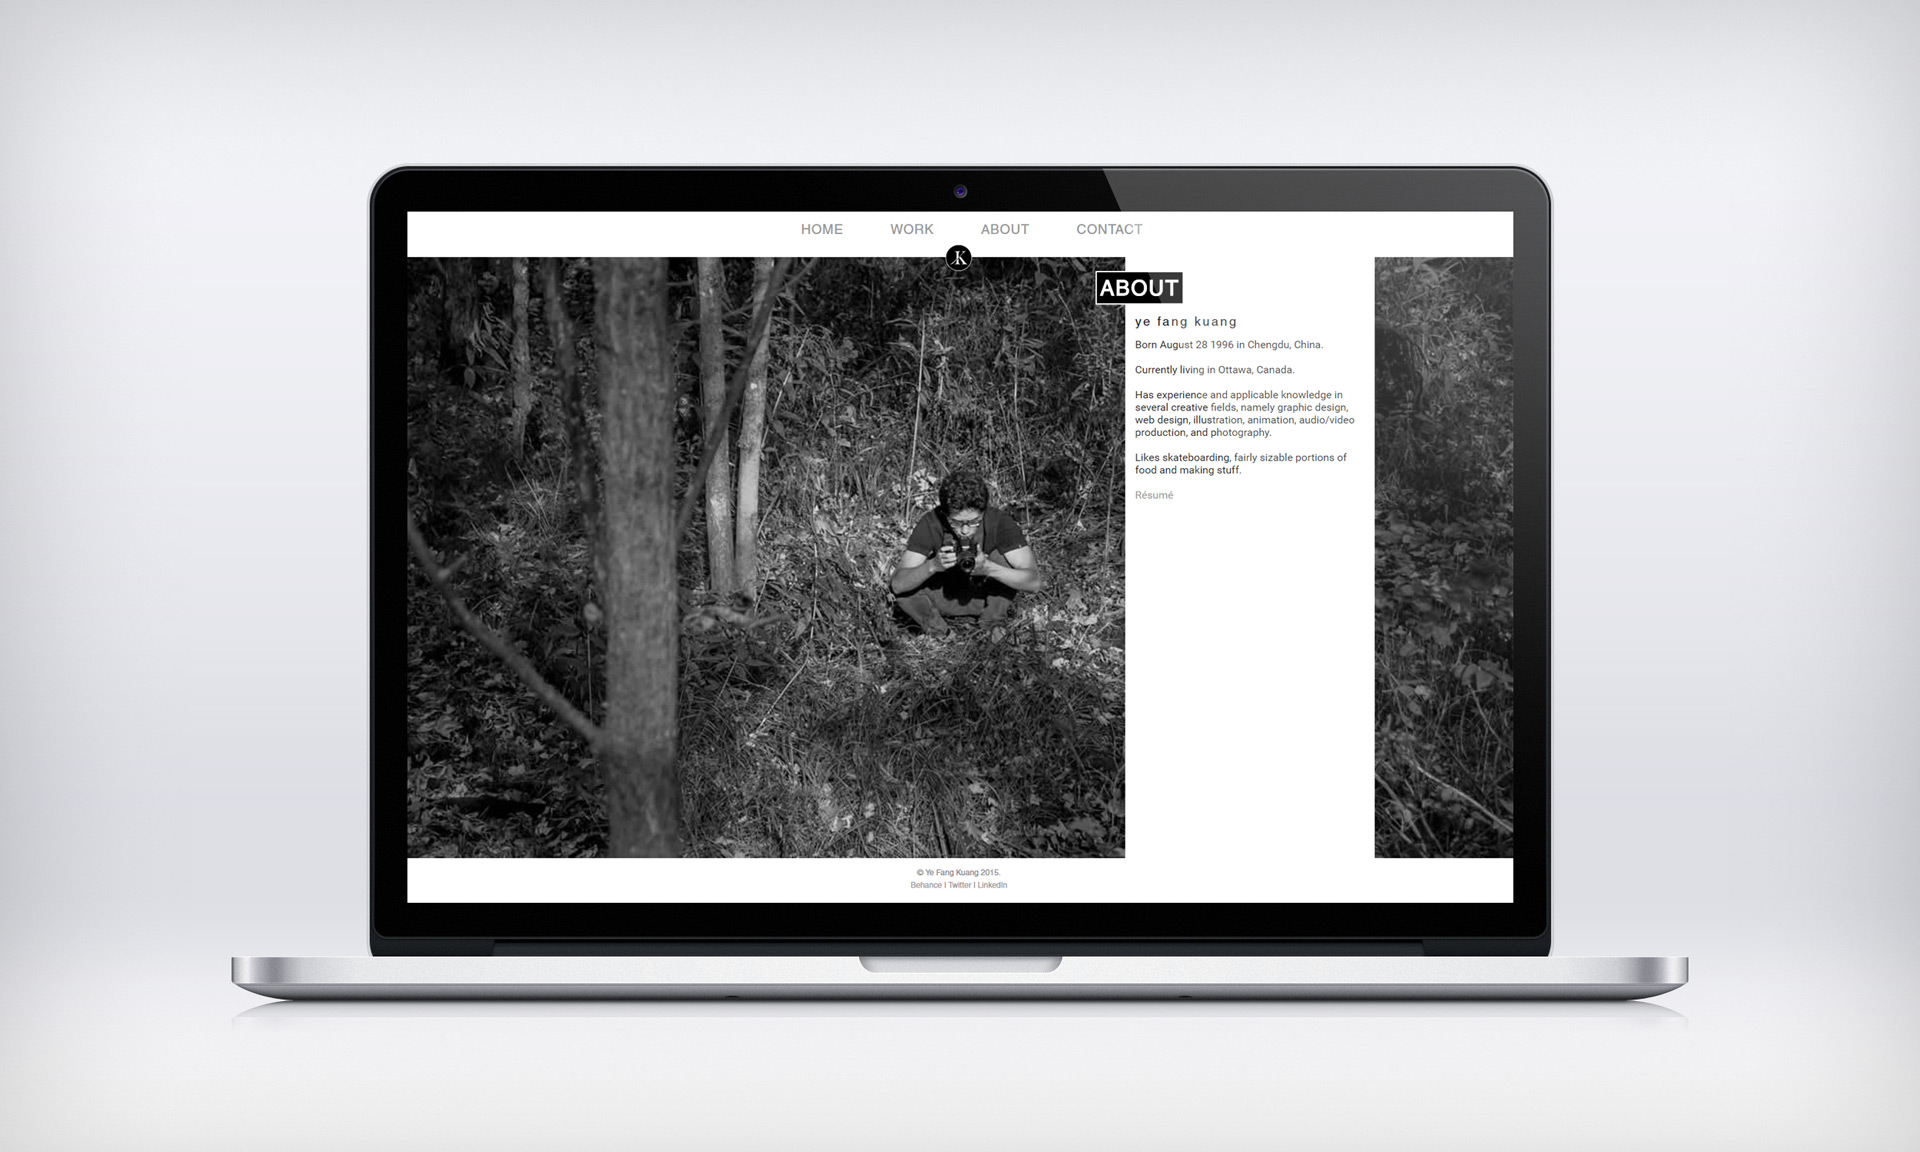 HOME WORK ABOUT CONTACT
K
ABOUT
ye fang kuang
Born August 28 1996 in Chengdu, China.
Currently living in Ottawa, Canada.
Has experience and applicable knowledge in
several creative fields, namely graphic design,
web design, illustration, animation, audio/video
production, and photography.
Likes skateboarding, fairly sizable portions of
food and making stuff.
Résumé
© Ye Fang Kuang 2015.
Behance | Twitter | LinkedIn